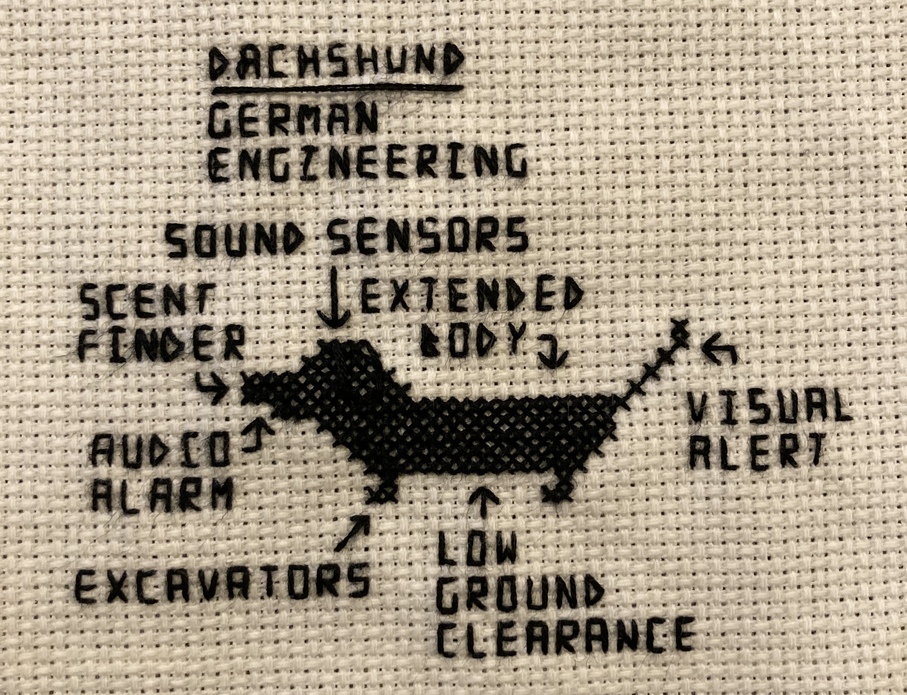 DACHSHUND
GERMAN
ENGINEERING
SOUND SENSORS
SCENT
FINDER
EXTENDED
BODY
VISUAL
ALERT
AUDIO
ALARM
EXCAVATORS
LOW
GROUND
CLEARANCE